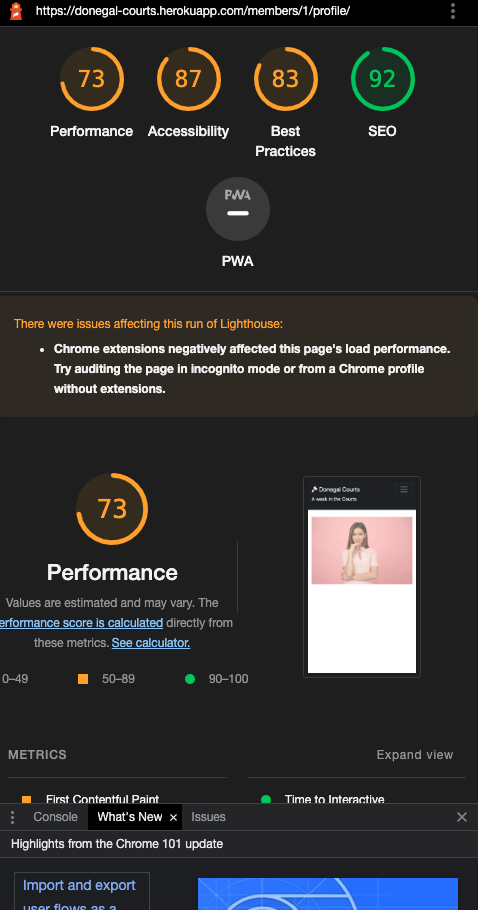 https://donegal-courts.herokuapp.com/members/1/profile/
73
87
83
92
Performance
Accessibility
Best
Practices
SEO
PWA
PWA
There were issues affecting this run of Lighthouse:
• Chrome extensions negatively affected this page's load performance.
Try auditing the page in incognito mode or from a Chrome profile
without extensions.
73
Performance
Values are estimated and may vary. The
erformance score is calculated directly from
these metrics. See calculator.
0–49
50–89
90–100
Donegal Courts
A week in the Courts
METRICS
Expand view
First Contentful Paint
Time to Interactive
Console
What's New
Issues
Highlights from the Chrome 101 update
Import and export
user flows as a